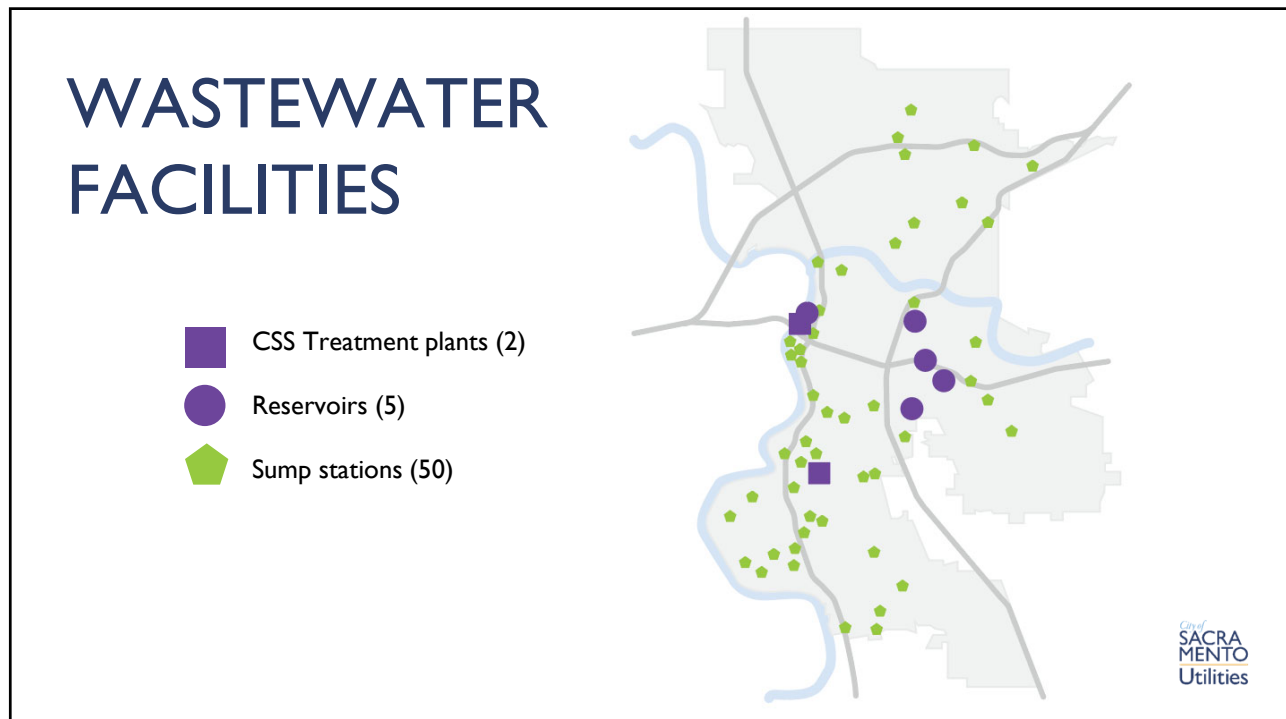 WASTEWATER
FACILITIES
CSS Treatment plants (2)
Reservoirs (5)
Sump stations (50)
City of
SACRA
MENTO
Utilities